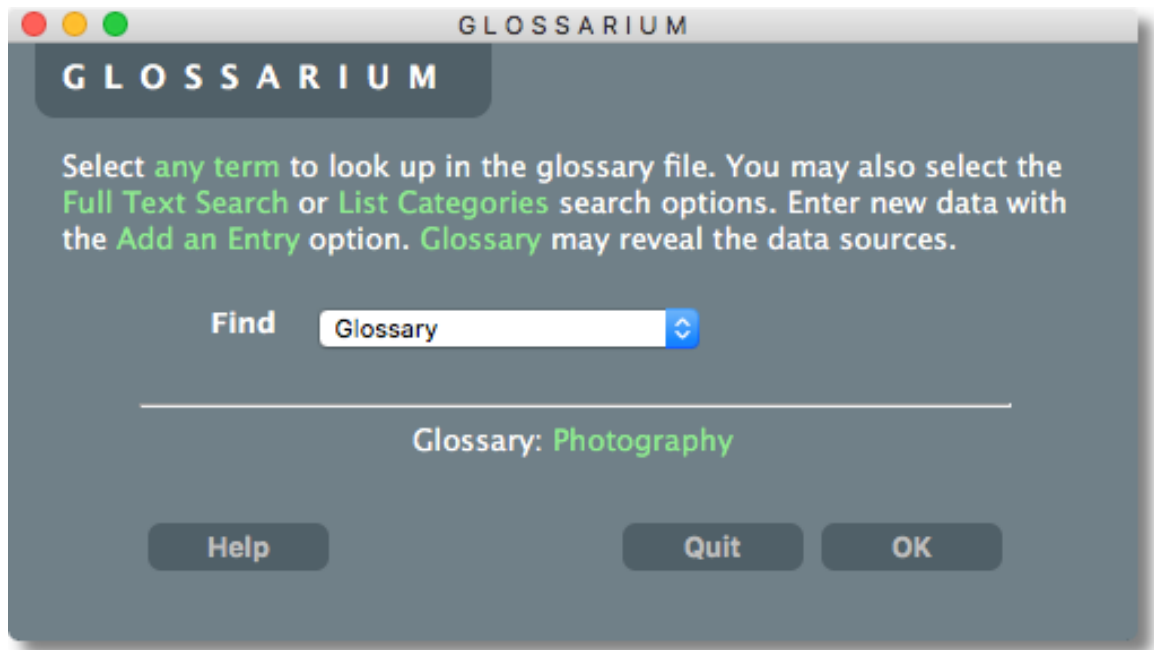 GLOSSARIUM
GLOSSARIUM
Select any term to look up in the glossary file. You may also select the
Full Text Search or List Categories search options. Enter new data with
the Add an Entry option. Glossary may reveal the data sources.
Find Glossary
Glossary: Photography
Help Quit OK